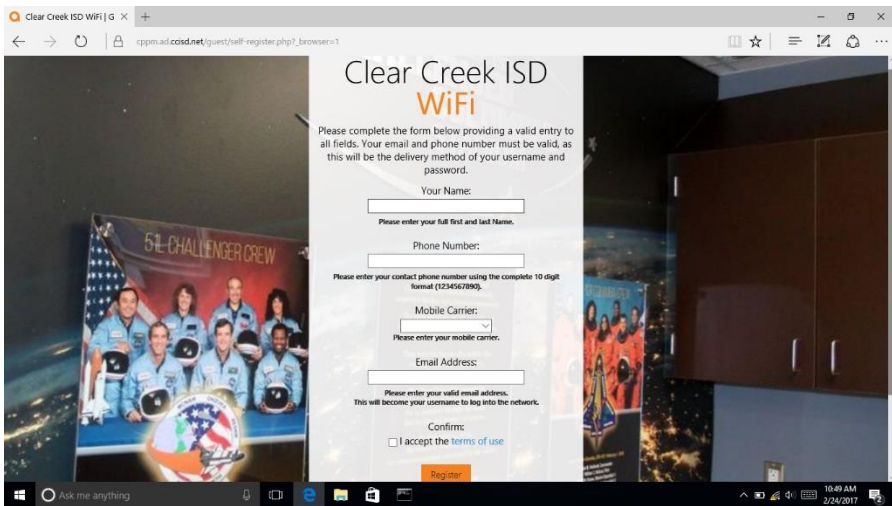 Clear Creek ISD WiFi | G
cppm.ad.ccisd.net/guest/self-register.php?_browser=1
Clear Creek ISD
WiFi
Please complete the form below providing a valid entry to
all fields. Your email and phone number must be valid, as
this will be the delivery method of your username and
password.
Your Name:
Please enter your full first and last Name.
Phone Number:
Please enter your contact phone number using the complete 10 digit
format (1234567890).
Mobile Carrier:
Please enter your mobile carrier.
Email Address:
Please enter your valid email address.
This will become your username to log into the network.
Confirm:
I accept the terms of use
Register
51L CHALLENGER CREW
Ask me anything
10:49 AM
2/24/2017